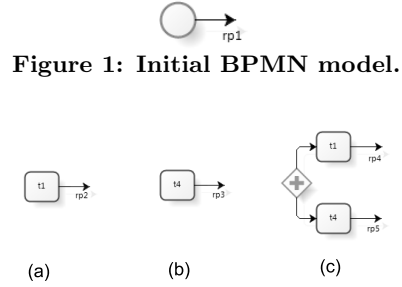 rp1
Figure 1: Initial BPMN model.
t1
rp4
t1
rp2
t4
rp3
t4
rp5
(a)
(b)
(c)